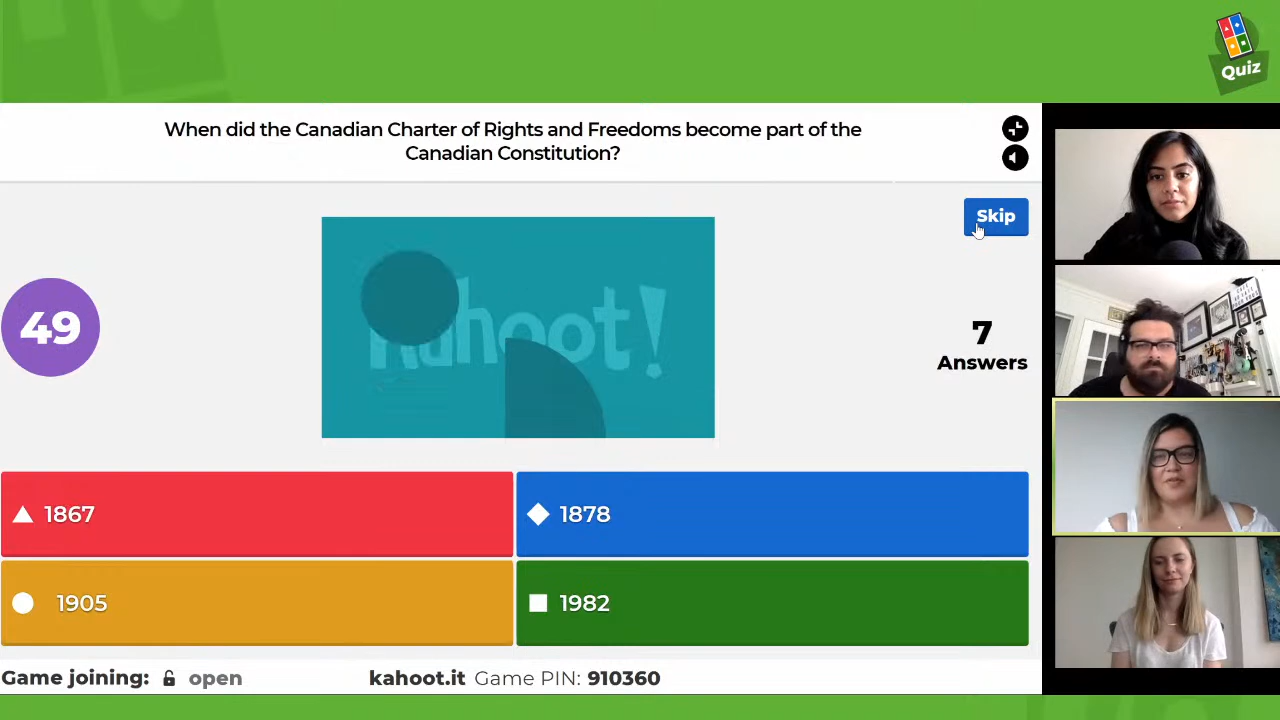 Quiz
When did the Canadian Charter of Rights and Freedoms become part of the
Canadian Constitution?
Skip
49
Kahoot!
7
Answers
1867
1878
1905
1982
Game joining: open
kahoot.it Game PIN: 910360